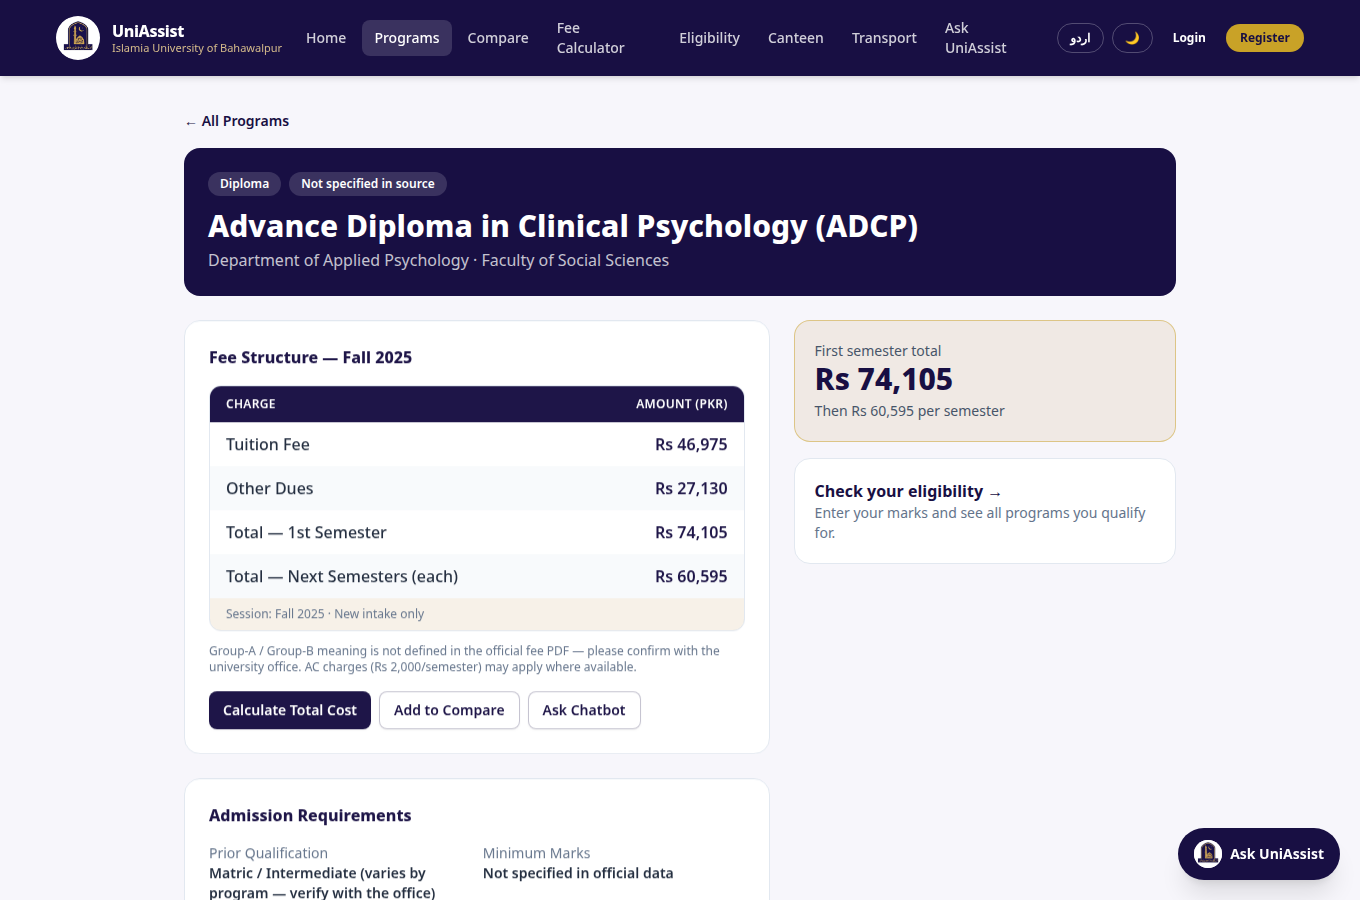 UniAssist
Islamia University of Bahawalpur
Home
Programs
Compare
Fee
Calculator
Eligibility
Canteen
Transport
Ask
UniAssist
اردو
Login
Register
← All Programs
Diploma
Not specified in source
Advance Diploma in Clinical Psychology (ADCP)
Department of Applied Psychology · Faculty of Social Sciences
Fee Structure — Fall 2025
CHARGE AMOUNT (PKR)
Tuition Fee Rs 46,975
Other Dues Rs 27,130
Total — 1st Semester Rs 74,105
Total — Next Semesters (each) Rs 60,595
Session: Fall 2025 · New intake only
Group-A / Group-B meaning is not defined in the official fee PDF — please confirm with the
university office. AC charges (Rs 2,000/semester) may apply where available.
Calculate Total Cost
Add to Compare
Ask Chatbot
First semester total
Rs 74,105
Then Rs 60,595 per semester
Check your eligibility →
Enter your marks and see all programs you qualify
for.
Admission Requirements
Prior Qualification
Matric / Intermediate (varies by
program — verify with the office)
Minimum Marks
Not specified in official data
Ask UniAssist